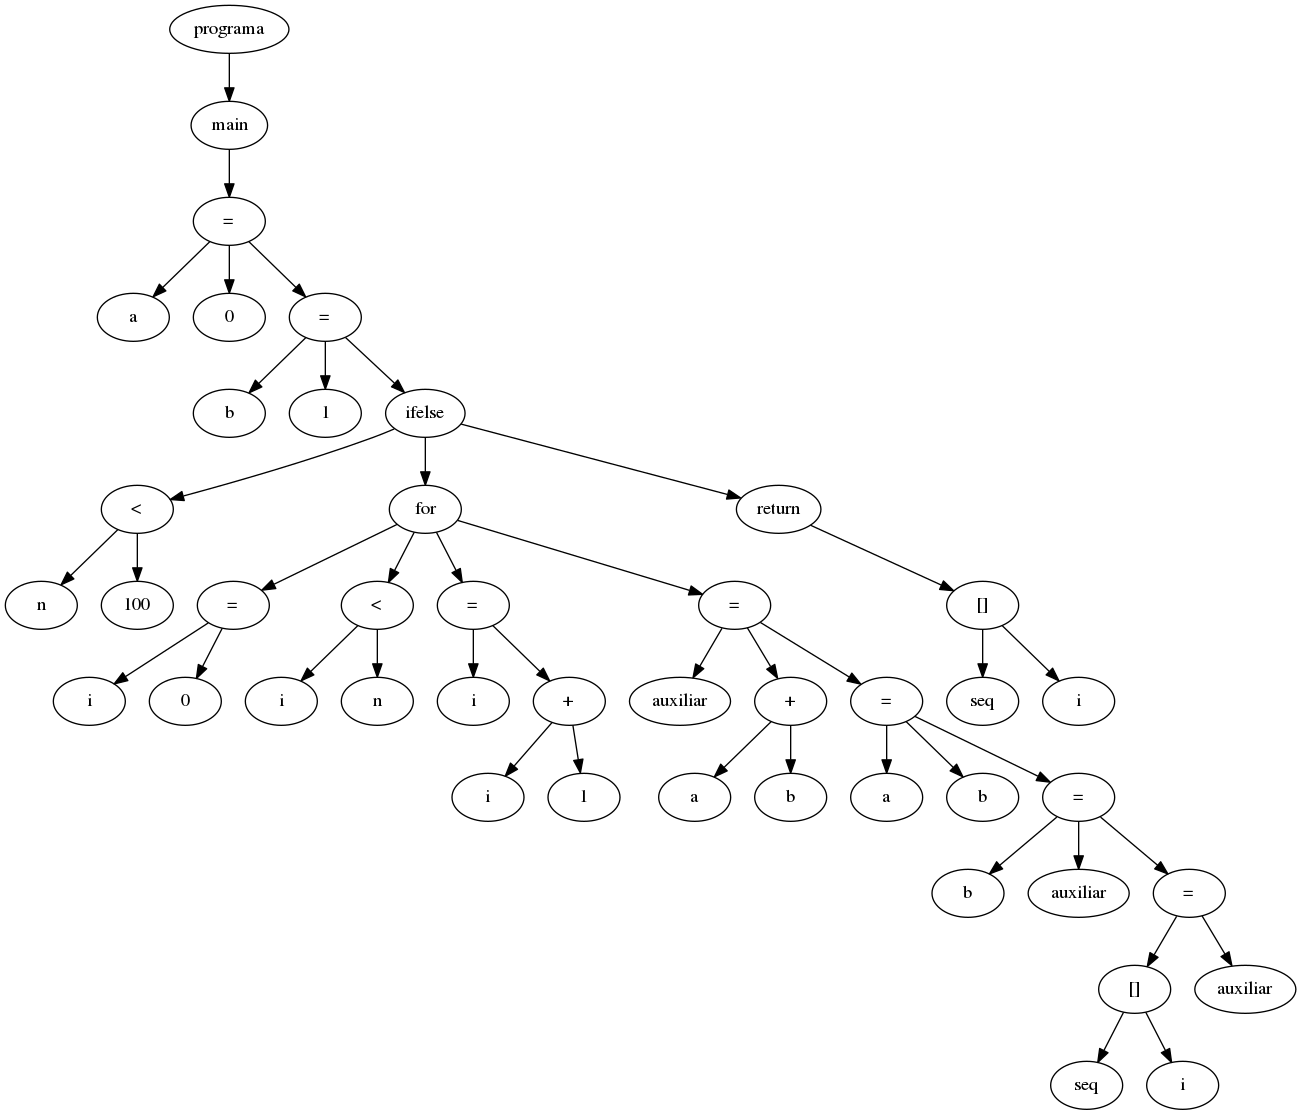 programa
main
=
a 0 =
b 1 ifelse
< for return
n 100 = < = = []
i 0 i n i + auxiliar + = seq i
i 1 a b a b =
b auxiliar =
[] auxiliar
seq i